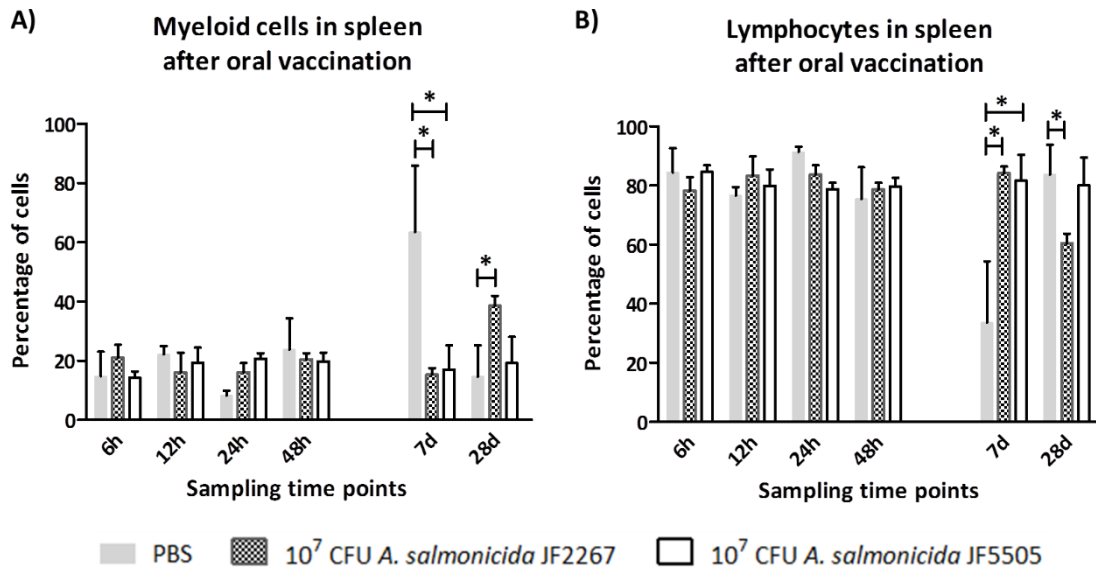 A)
Myeloid cells in spleen
after oral vaccination
Percentage of cells
100
80
60
40
20
0
* * *
6h 12h 24h 48h 7d 28d
Sampling time points
B)
Lymphocytes in spleen
after oral vaccination
Percentage of cells
100
80
60
40
20
0
* * *
6h 12h 24h 48h 7d 28d
Sampling time points
PBS 10⁷ CFU A. salmonicida JF2267 10⁷ CFU A. salmonicida JF5505